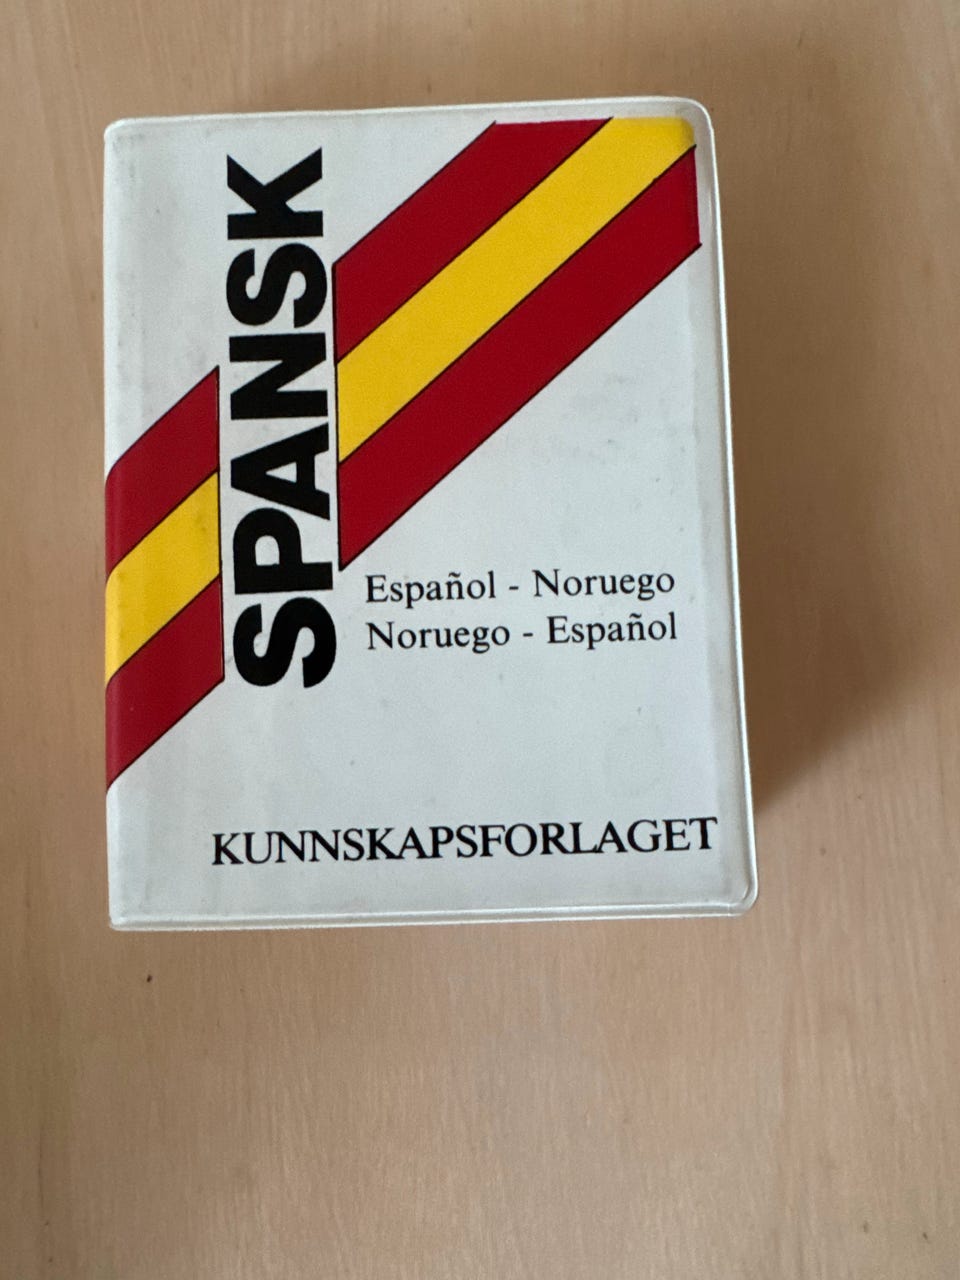 SPANSK
Español - Noruego
Noruego - Español
KUNNSKAPSFORLAGET